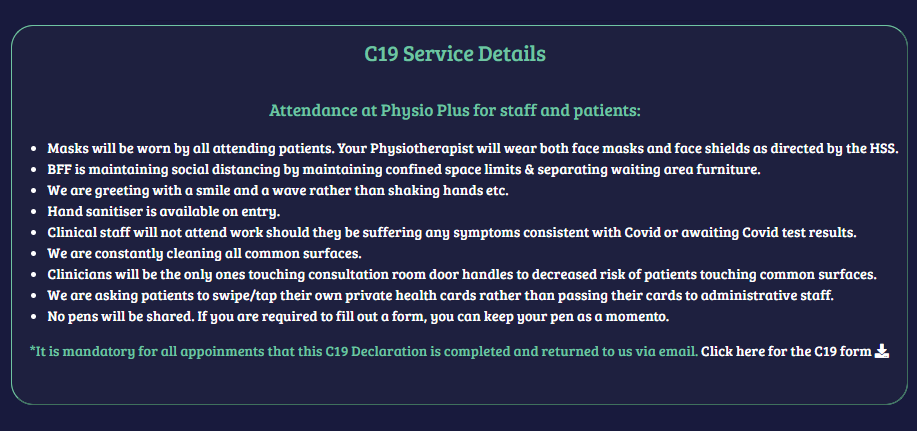 C19 Service Details
Attendance at Physio Plus for staff and patients:
• Masks will be worn by all attending patients. Your Physiotherapist will wear both face masks and face shields as directed by the HSS.
• BFF is maintaining social distancing by maintaining confined space limits & separating waiting area furniture.
• We are greeting with a smile and a wave rather than shaking hands etc.
• Hand sanitiser is available on entry.
• Clinical staff will not attend work should they be suffering any symptoms consistent with Covid or awaiting Covid test results.
• We are constantly cleaning all common surfaces.
• Clinicians will be the only ones touching consultation room door handles to decreased risk of patients touching common surfaces.
• We are asking patients to swipe/tap their own private health cards rather than passing their cards to administrative staff.
• No pens will be shared. If you are required to fill out a form, you can keep your pen as a momento.
*It is mandatory for all appoinments that this C19 Declaration is completed and returned to us via email. Click here for the C19 form